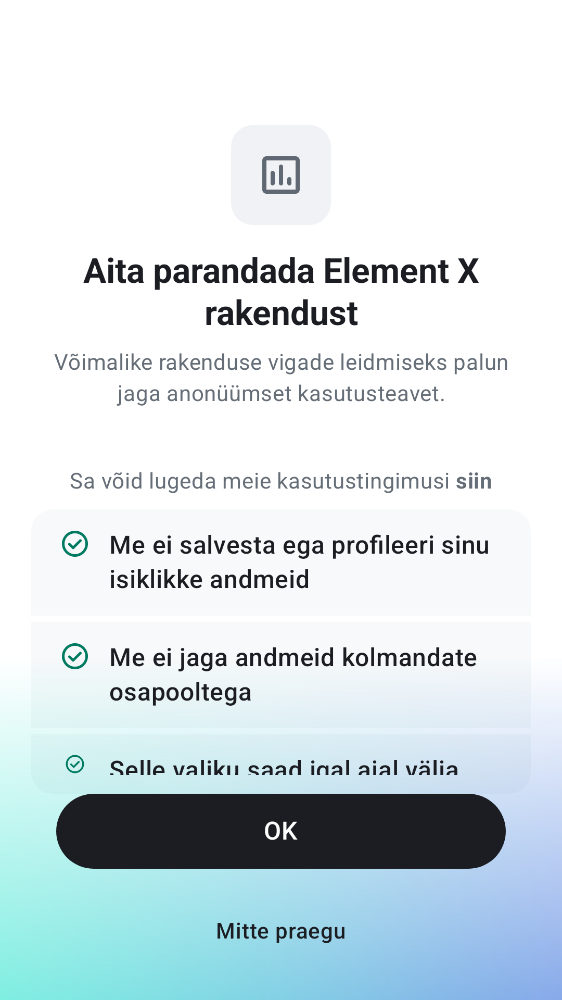 Aita parandada Element X
rakendust
Võimalike rakenduse vigade leidmiseks palun
jaga anonüümset kasutusteavet.
Sa võid lugeda meie kasutustingimusi siin
Me ei salvesta ega profileeri sinu
isiklikke andmeid
Me ei jaga andmeid kolmandate
osapooltega
Selle valiku saad igal ajal välja
OK
Mitte praegu